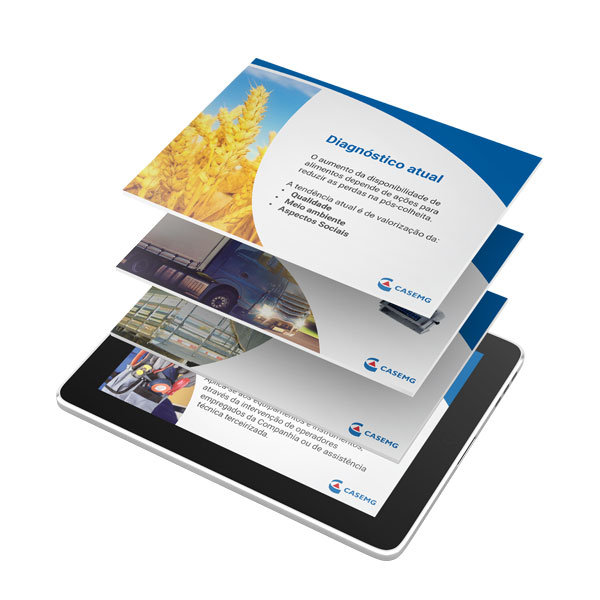 Diagnóstico atual
O aumento da disponibilidade de
alimentos depende de ações para
reduzir as perdas na pós-colheita.
A tendência atual é de valorização da:
• Qualidade
• Meio ambiente
• Aspectos Sociais
CASEMG
CASEMG
CASEMG
Aplica-se aos equipamentos e instrumentos,
através da intervenção de operadores
empregados da Companhia ou de assistência
técnica terceirizada.
CASEMG